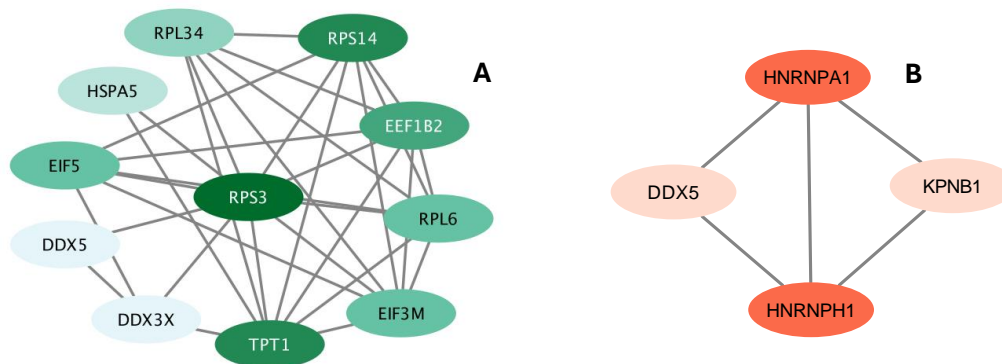 RPL34
RPS14
A
HSPA5
EEF1B2
EIF5
RPS3
RPL6
DDX5
DDX3X
EIF3M
TPT1
HNRNPA1
B
DDX5
KPNB1
HNRNPH1